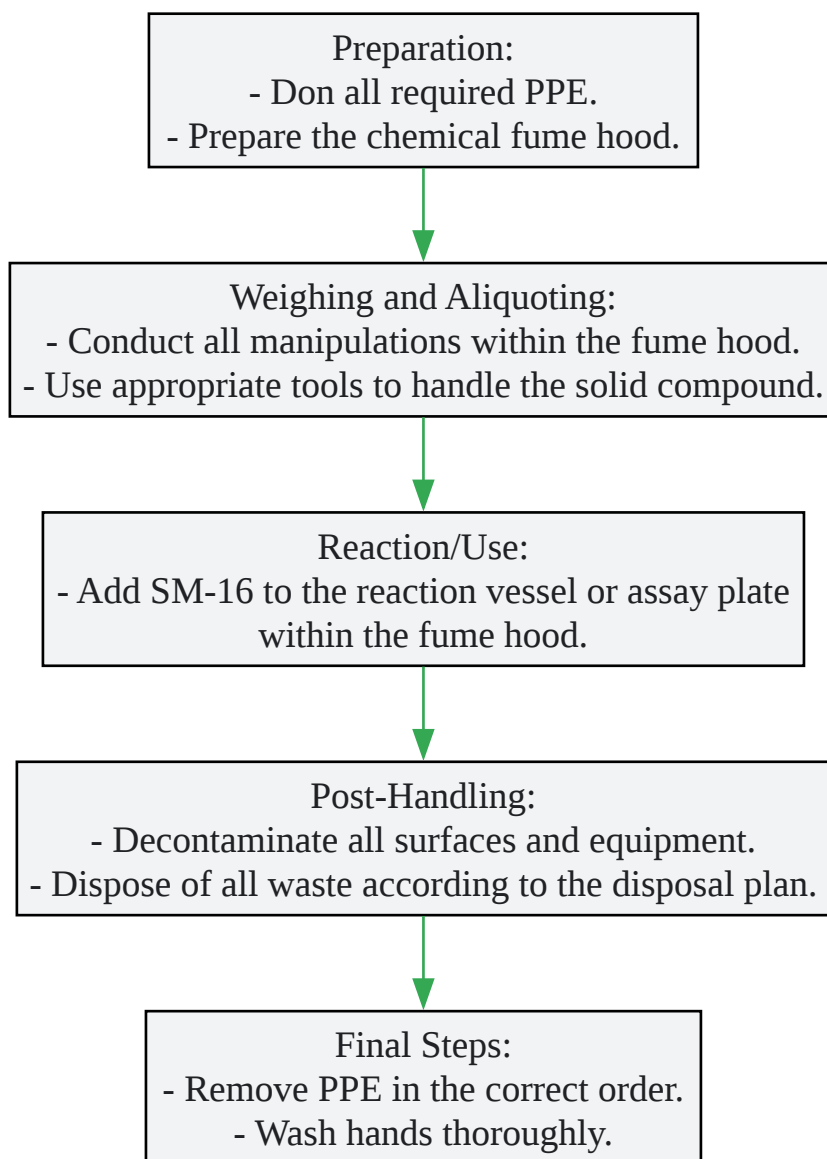 Preparation:
- Don all required PPE.
- Prepare the chemical fume hood.
Weighing and Aliquoting:
- Conduct all manipulations within the fume hood.
- Use appropriate tools to handle the solid compound.
Reaction/Use:
- Add SM-16 to the reaction vessel or assay plate
within the fume hood.
Post-Handling:
- Decontaminate all surfaces and equipment.
- Dispose of all waste according to the disposal plan.
Final Steps:
- Remove PPE in the correct order.
- Wash hands thoroughly.